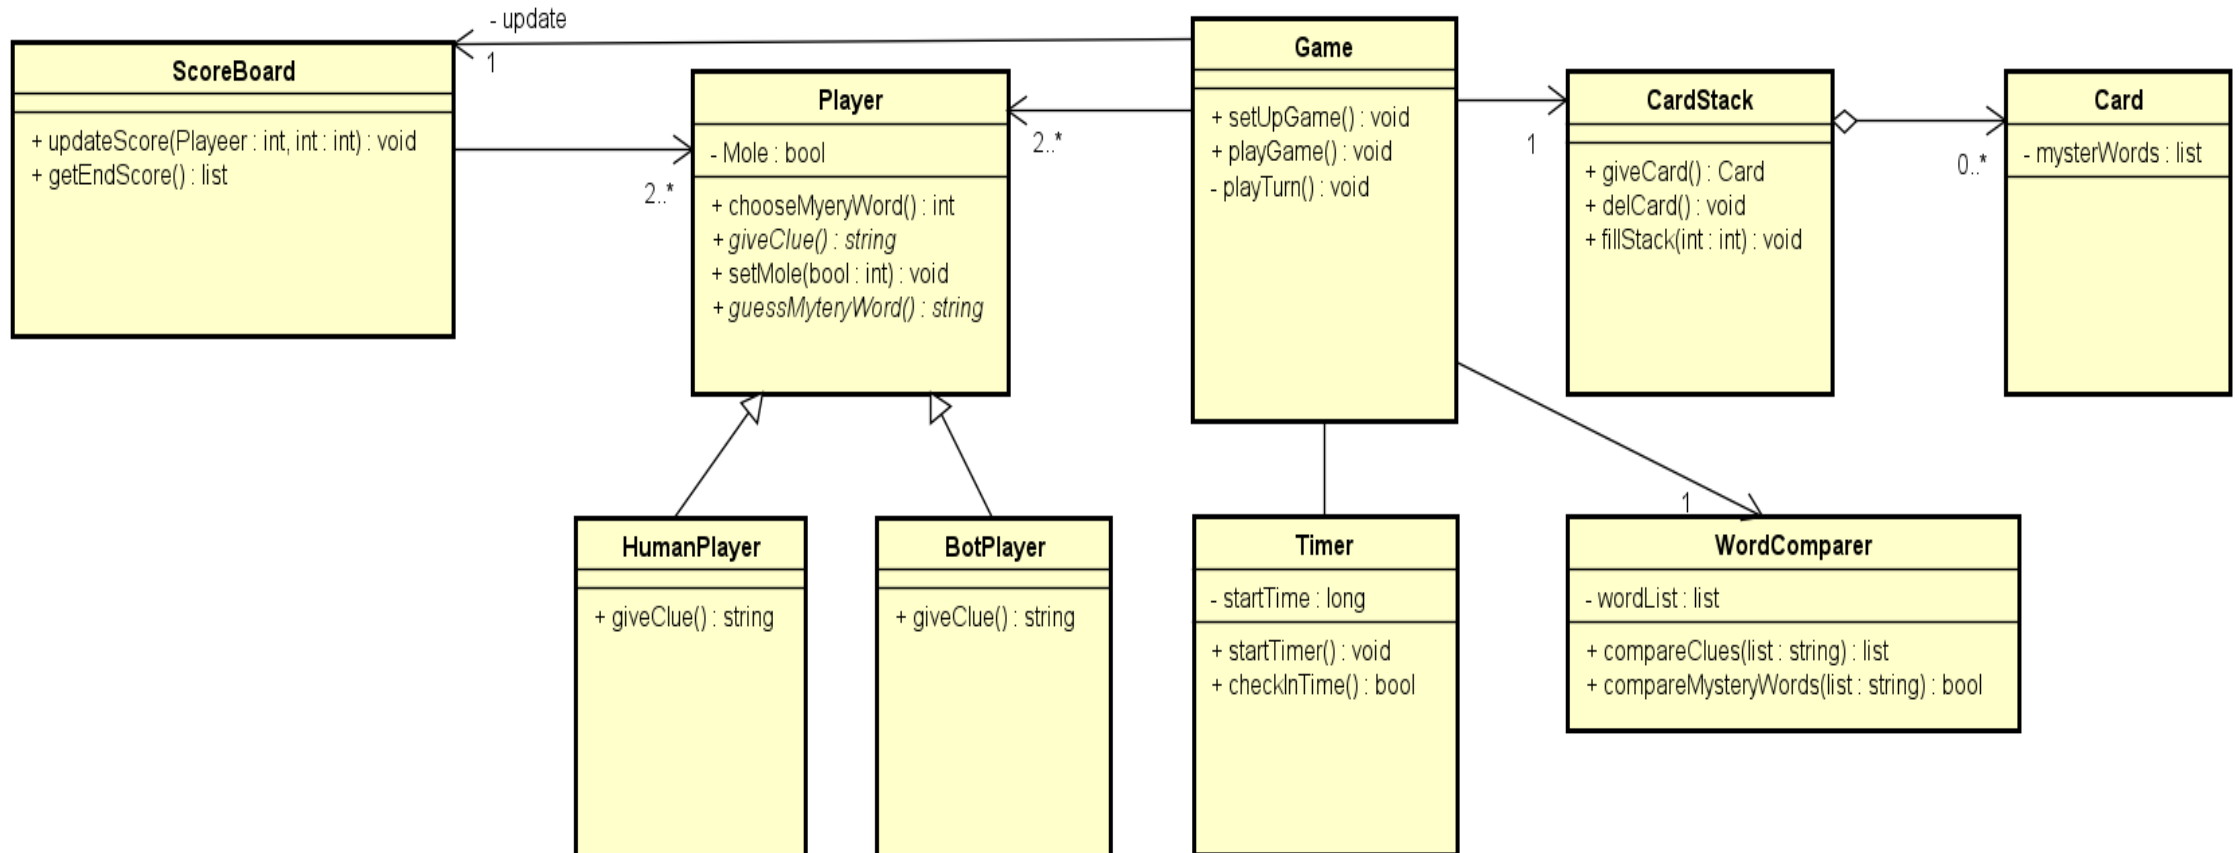 - update
1
ScoreBoard
+ updateScore(Playeer : int, int : int) : void
+ getEndScore() : list
2..*
Player
- Mole : bool
+ chooseMyeryWord() : int
+ giveClue() : string
+ setMole(bool : int) : void
+ guessMyteryWord() : string
2..*
Game
+ setUpGame() : void
+ playGame() : void
- playTurn() : void
1
CardStack
+ giveCard() : Card
+ delCard() : void
+ fillStack(int : int) : void
0..*
Card
- mysterWords : list
HumanPlayer
+ giveClue() : string
BotPlayer
+ giveClue() : string
Timer
- startTime : long
+ startTimer() : void
+ checkInTime() : bool
1
WordComparer
- wordList : list
+ compareClues(list : string) : list
+ compareMysteryWords(list : string) : bool